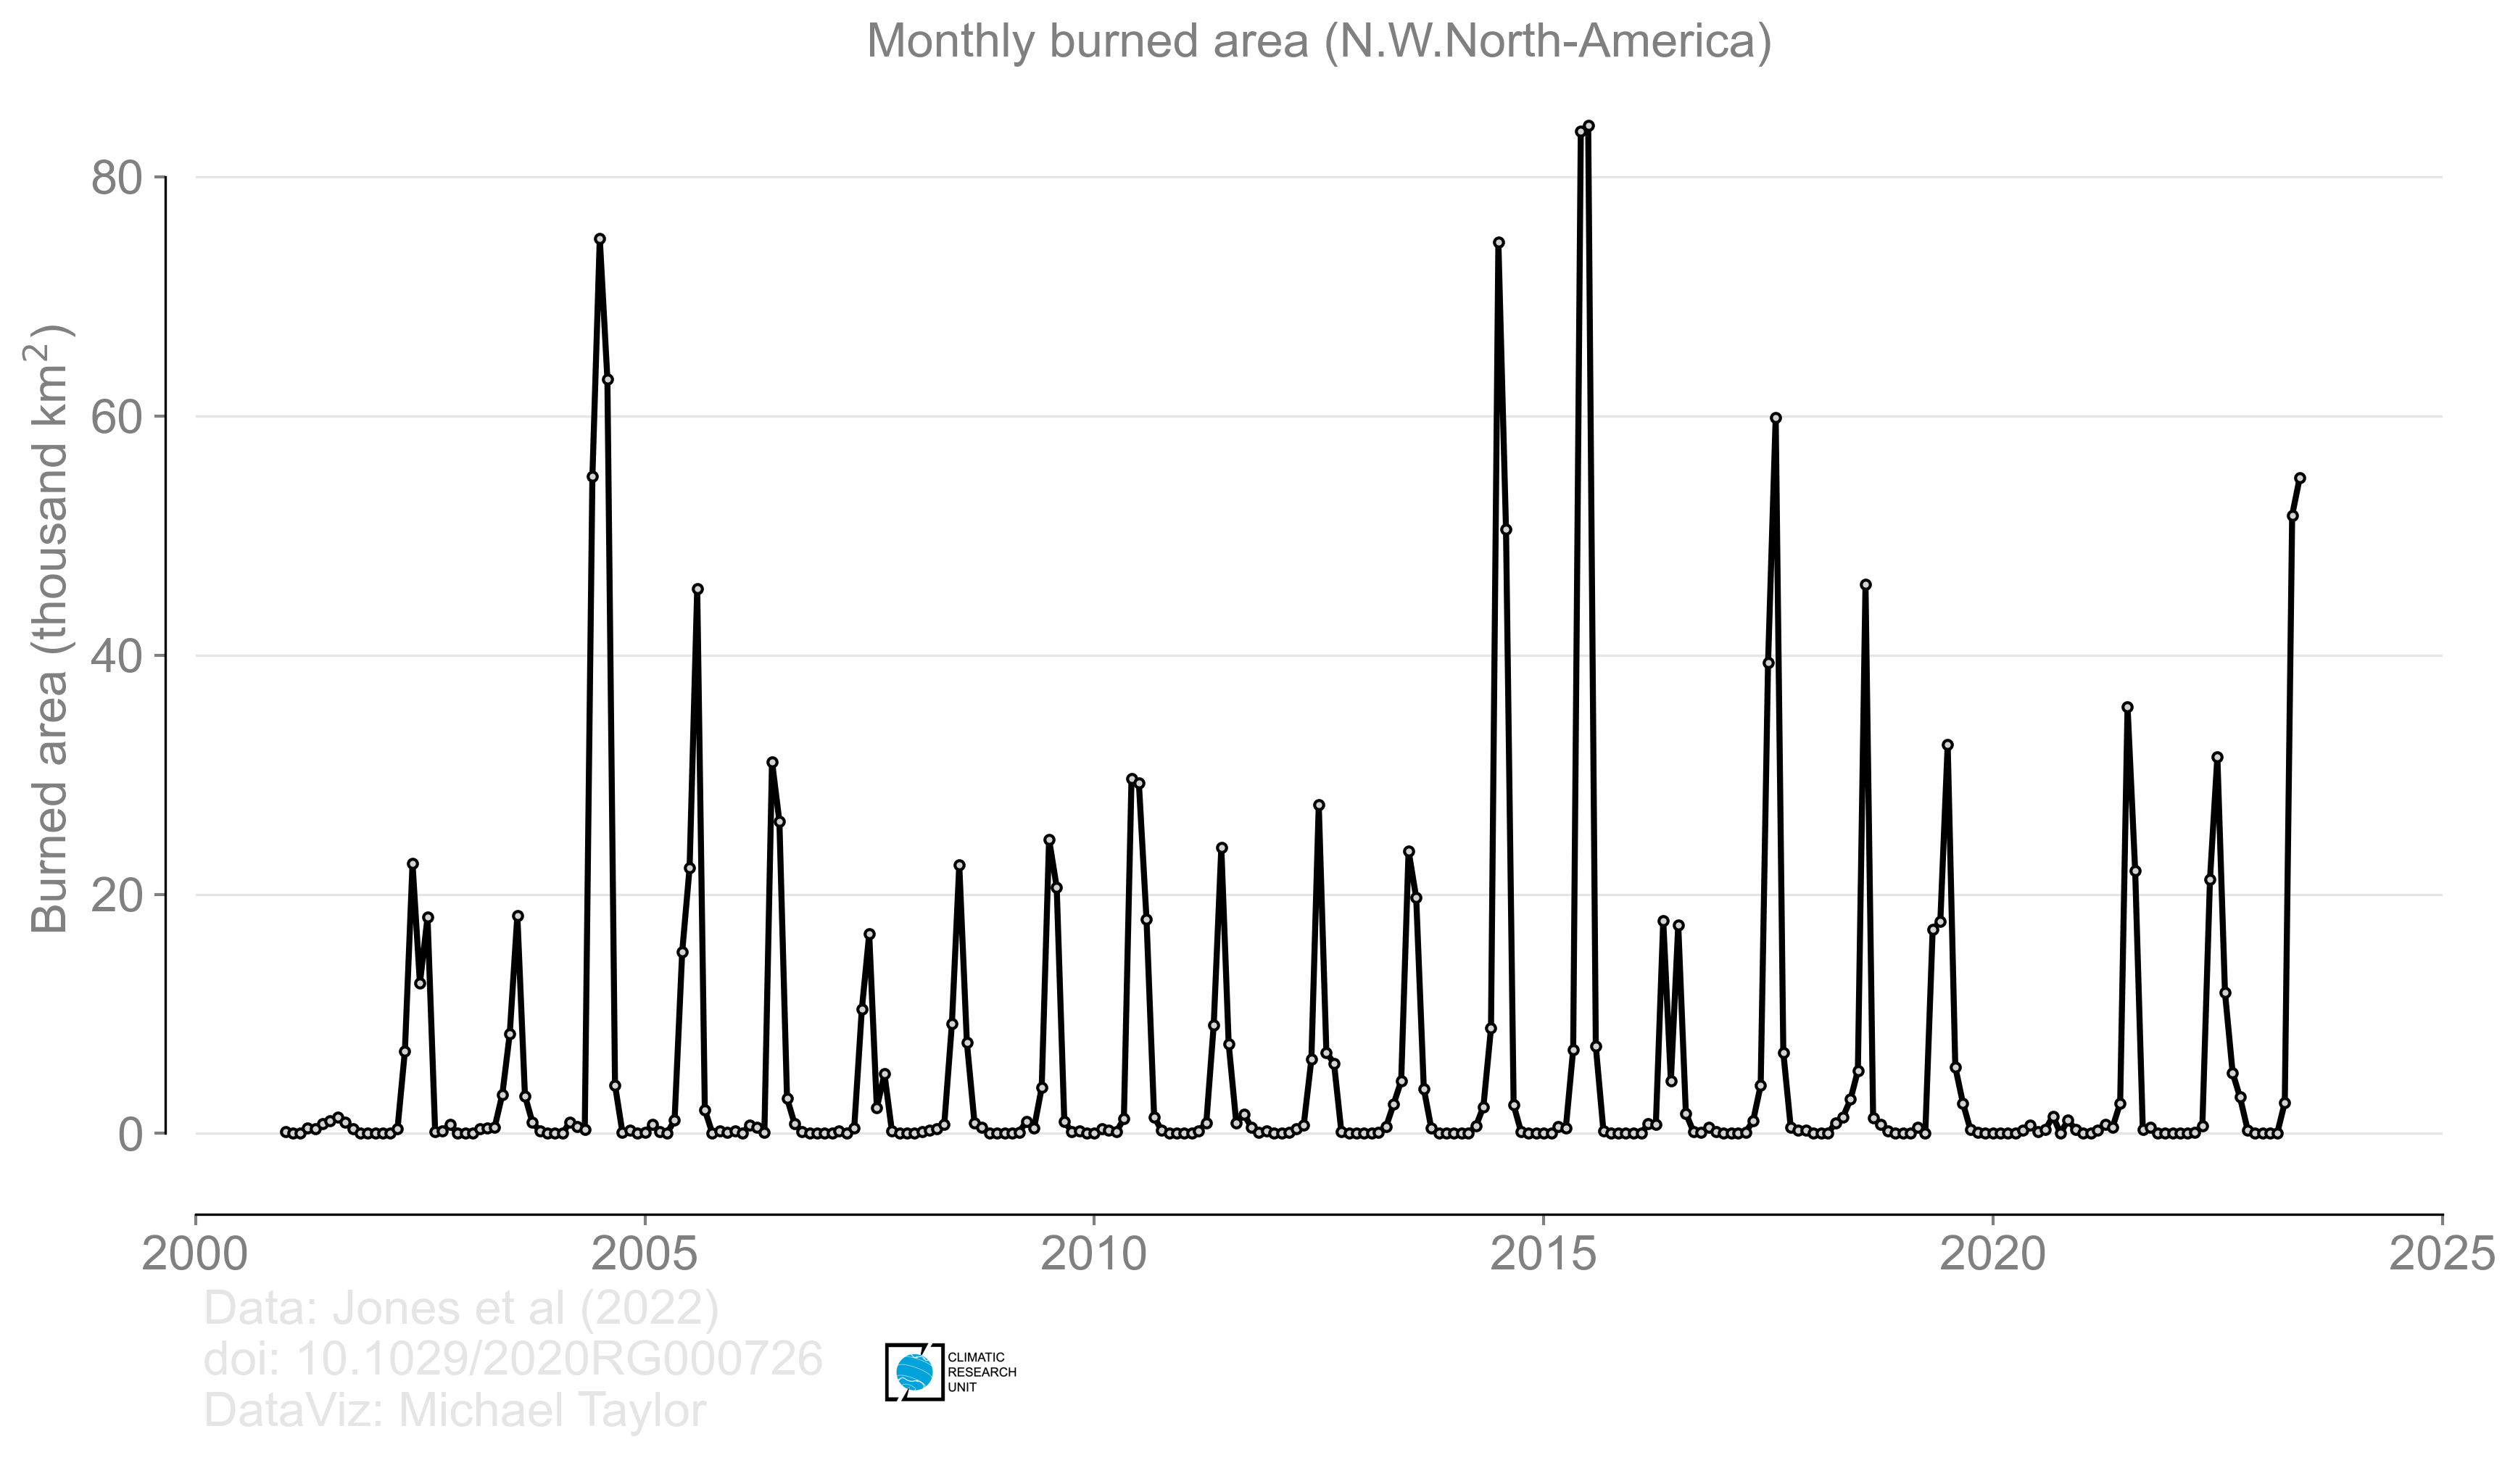 Monthly burned area (N.W.North-America)
Burned area (thousand km²)
80
60
40
20
0
2000 2005 2010 2015 2020 2025
Data: Jones et al (2022)
doi: 10.1029/2020RG000726
DataViz: Michael Taylor
CLIMATIC
RESEARCH
UNIT